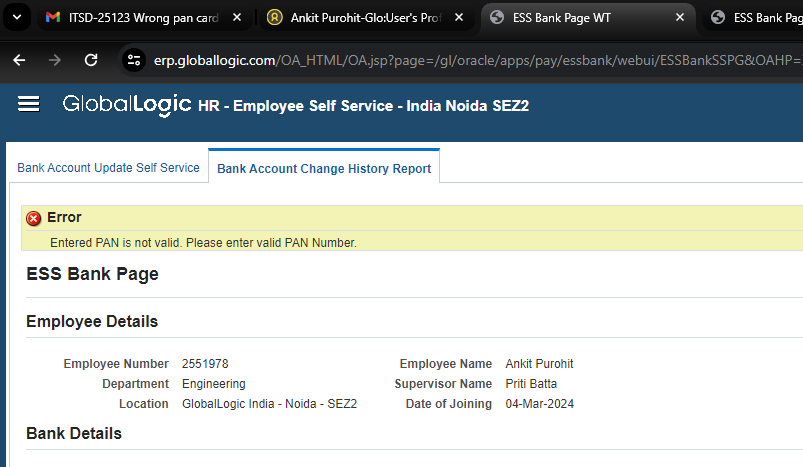 ITSD-25123 Wrong pan card
Ankit Purohit-Glo:User's Prof
ESS Bank Page WT
ESS Bank Pag
erp.globallogic.com/OA_HTML/OA.jsp?page=/gl/oracle/apps/pay/essbank/webui/ESSBankSSPG&OAHP=
GlobalLogic HR - Employee Self Service - India Noida SEZ2
Bank Account Update Self Service
Bank Account Change History Report
Error
Entered PAN is not valid. Please enter valid PAN Number.
ESS Bank Page
Employee Details
Employee Number 2551978 Employee Name Ankit Purohit
Department Engineering Supervisor Name Priti Batta
Location GlobalLogic India - Noida - SEZ2 Date of Joining 04-Mar-2024
Bank Details